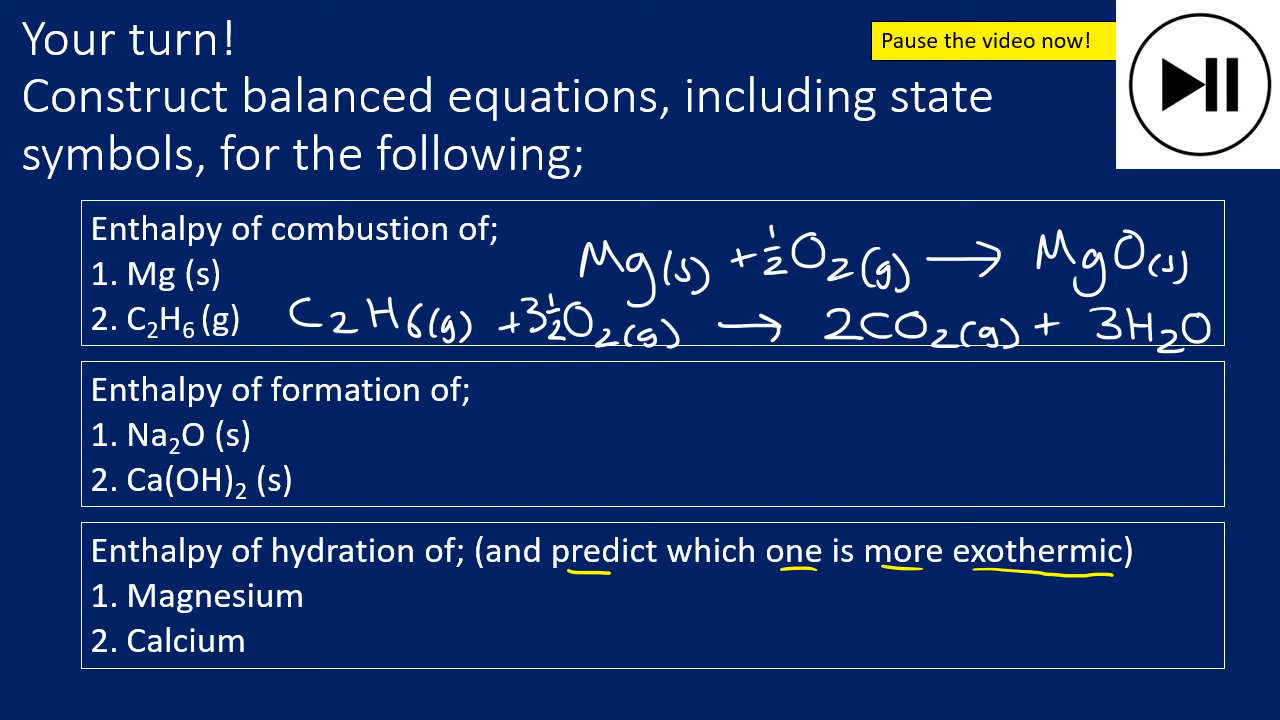 Your turn!
Pause the video now!
Construct balanced equations, including state
symbols, for the following;
Enthalpy of combustion of;
1. Mg (s)
Mg(s) + ½O₂(g) → MgO(s)
2. C₂H₆ (g)
C₂H₆(g) + 3½O₂(g) → 2CO₂(g) + 3H₂O
Enthalpy of formation of;
1. Na₂O (s)
2. Ca(OH)₂ (s)
Enthalpy of hydration of; (and predict which one is more exothermic)
1. Magnesium
2. Calcium